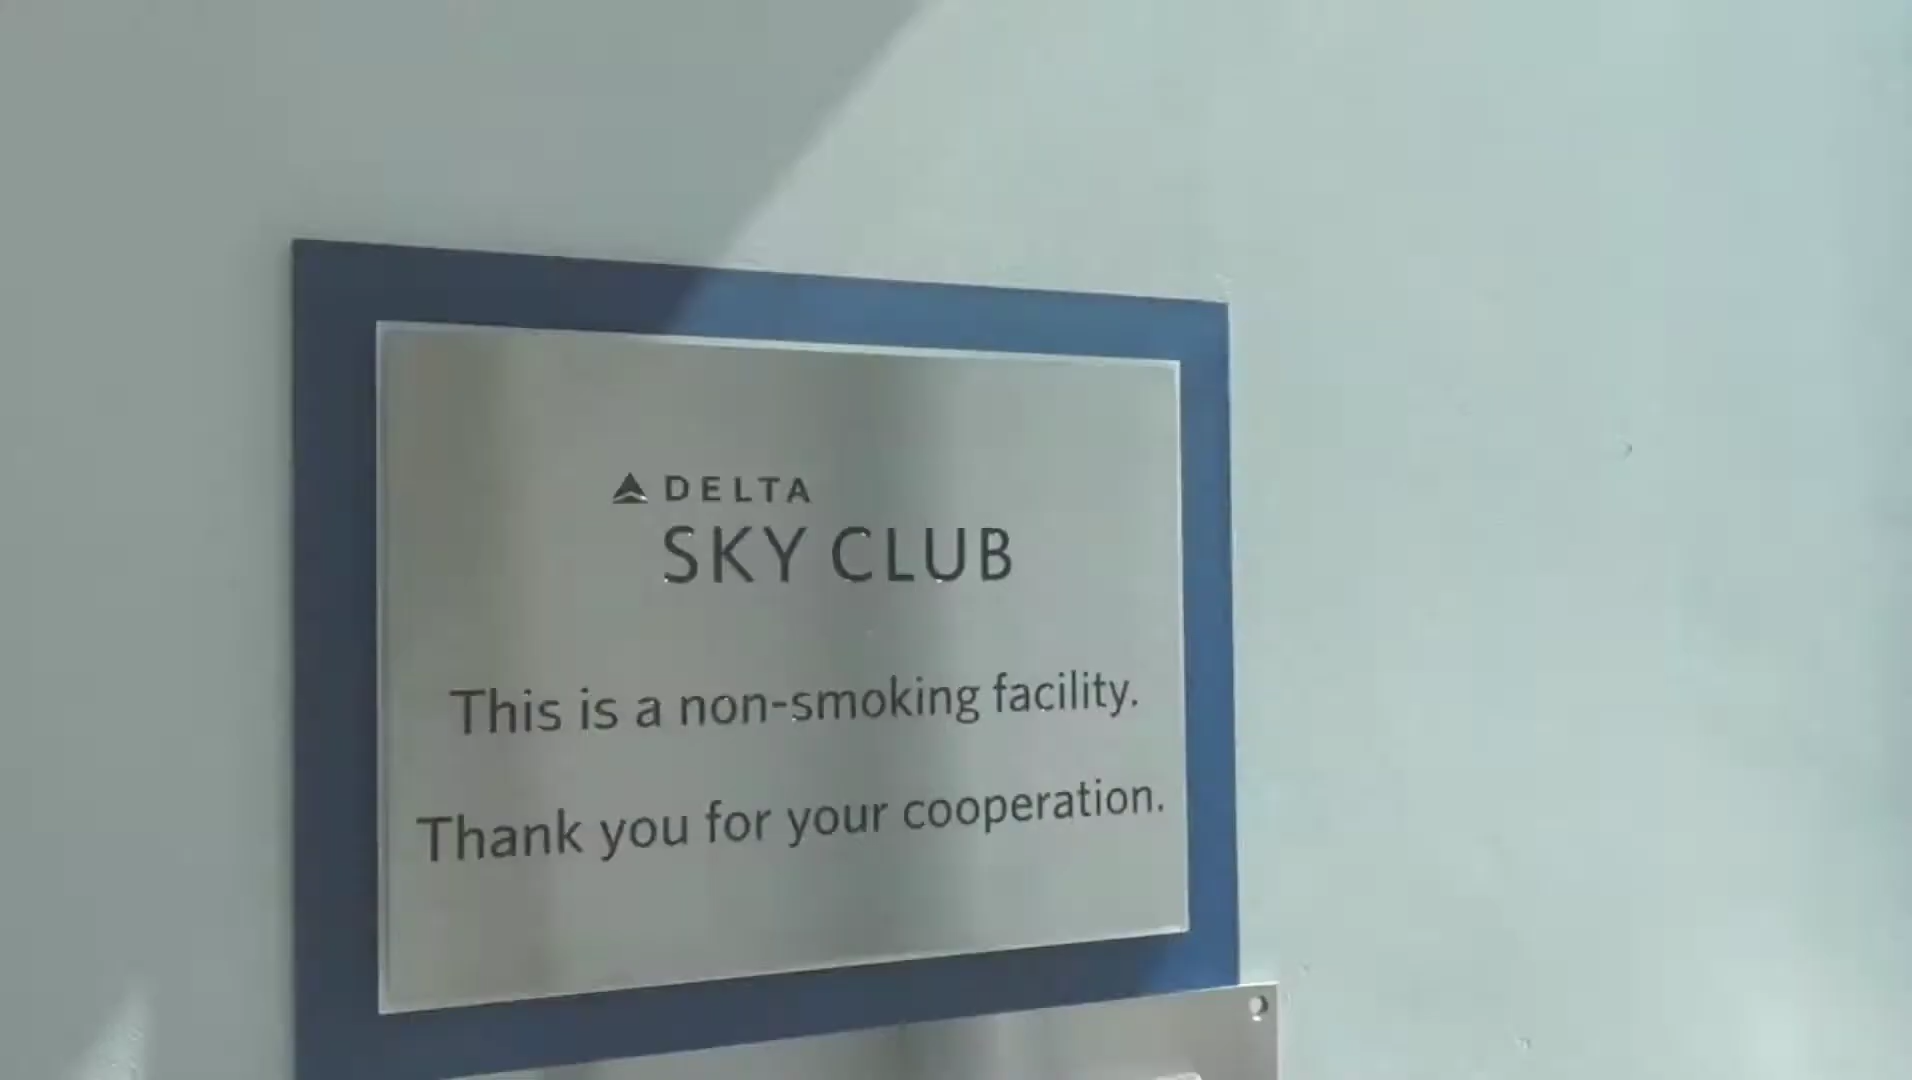 DELTA
SKY CLUB
This is a non-smoking facility.
Thank you for your cooperation.